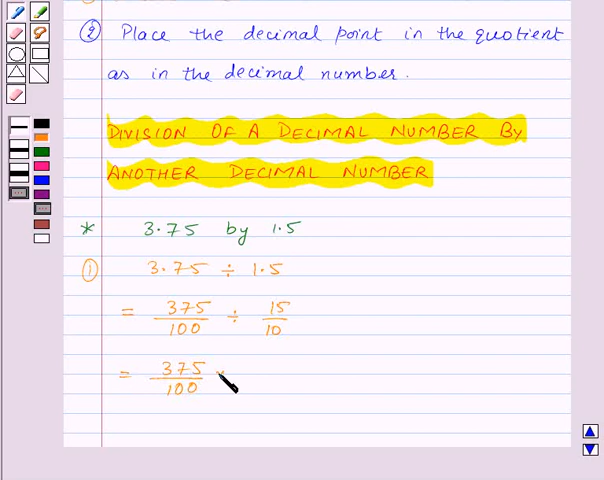 ② Place the decimal point in the quotient
as in the decimal number.
DIVISION OF A DECIMAL NUMBER BY
ANOTHER DECIMAL NUMBER
* 3.75 by 1.5
① 3.75 ÷ 1.5
= 375/100 ÷ 15/10
= 375/100